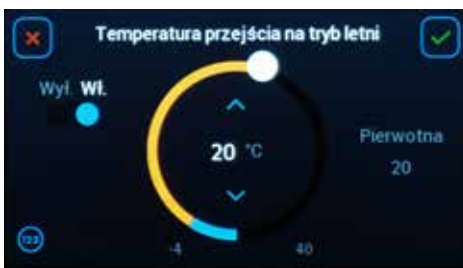 Temperatura przejścia na tryb letni
Wył. Wł.
20 °C
Pierwotna
20
123
-4
40